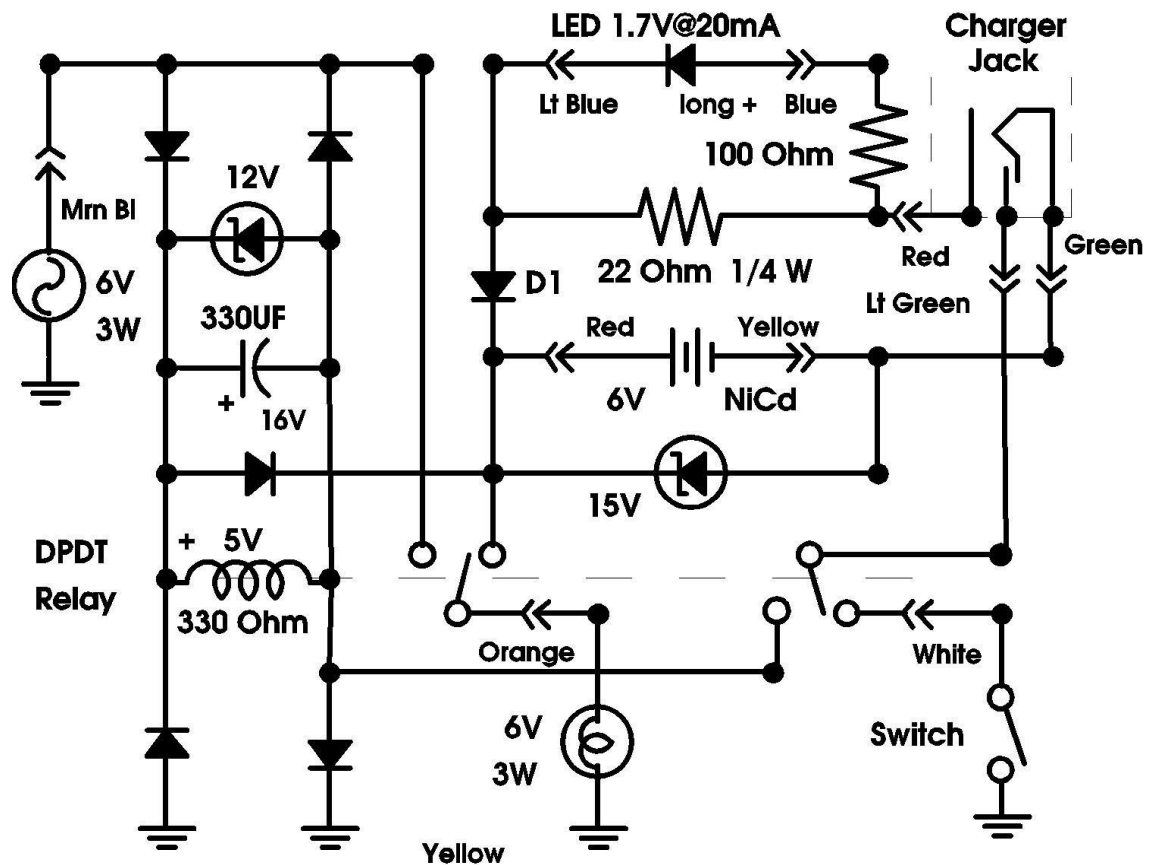 LED 1.7V@20mA
Charger
Jack
Lt Blue
long +
Blue
100 Ohm
12V
Mrn Bl
6V
3W
Red
Green
22 Ohm 1/4 W
D1
Lt Green
330UF
+
16V
Red
Yellow
6V
NiCd
15V
DPDT
Relay
+
5V
330 Ohm
Orange
White
6V
3W
Switch
Yellow